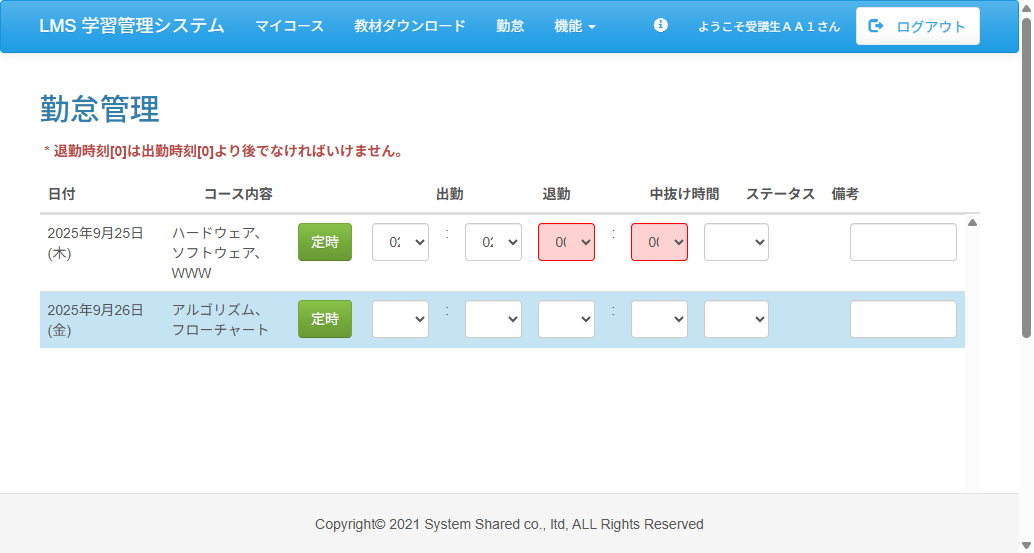 LMS 学習管理システム マイコース 教材ダウンロード 勤怠 機能 ようこそ受講生ＡＡ１さん ログアウト
勤怠管理
* 退勤時刻[0]は出勤時刻[0]より後でなければいけません。
日付 コース内容 出勤 退勤 中抜け時間 ステータス 備考
2025年9月25日 ハードウェア、 定時 02 : 02 00 : 00
(木) ソフトウェア、
WWW
2025年9月26日 アルゴリズム、 定時 : :
(金) フローチャート
Copyright© 2021 System Shared co., ltd, ALL Rights Reserved